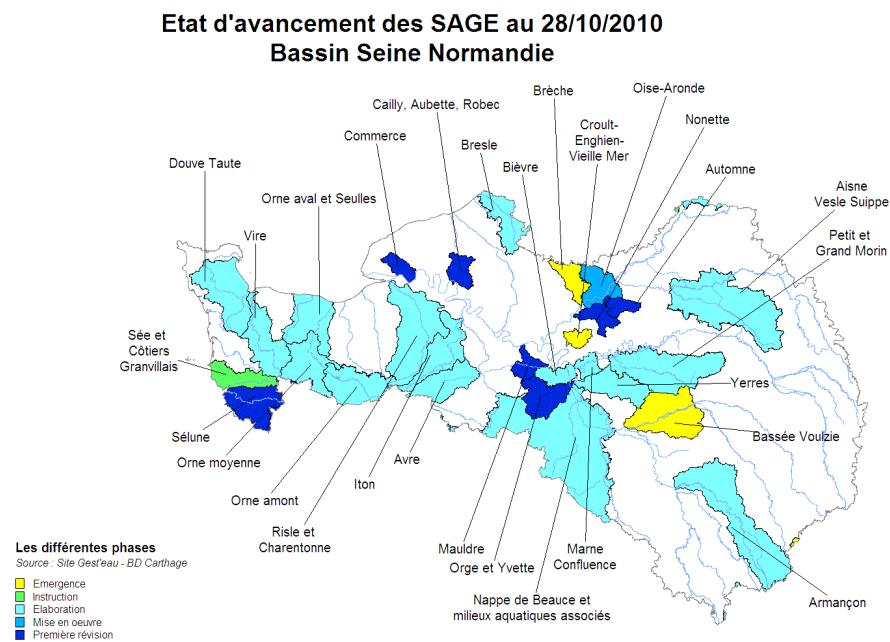 Etat d'avancement des SAGE au 28/10/2010
Bassin Seine Normandie
Brèche
Oise-Aronde
Cailly, Aubette, Robec
Nonette
Croult-
Enghien-
Vieille Mer
Commerce
Bresle
Bièvre
Automne
Douve Taute
Aisne
Vesle Suippe
Orne aval et Seulles
Vire
Petit et
Grand Morin
Sée et
Côtiers
Granvillais
Yerres
Sélune
Bassée Voulzie
Orne moyenne
Avre
Iton
Orne amont
Risle et
Charentonne
Mauldre
Marne
Confluence
Orge et Yvette
Nappe de Beauce et
milieux aquatiques associés
Armançon
Les différentes phases
Source : Site Gest'eau - BD Carthage
Emergence
Instruction
Elaboration
Mise en oeuvre
Première révision